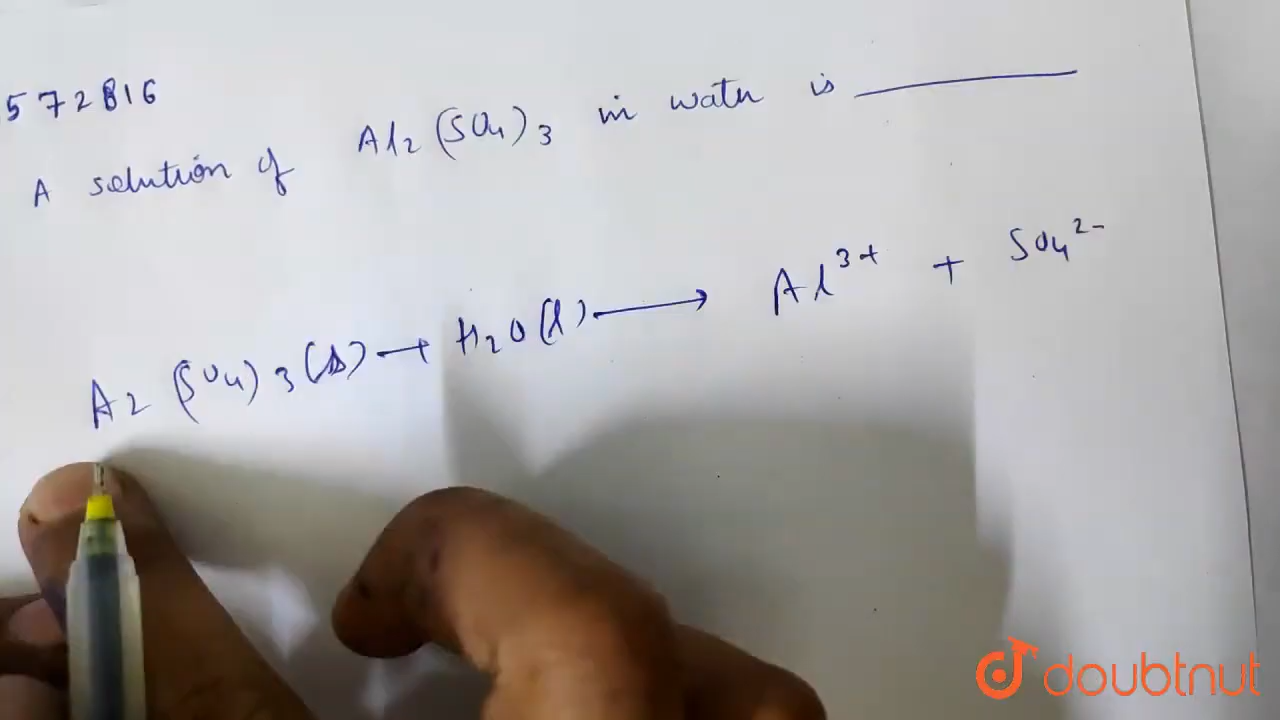 572816
A solution of Al2(SO4)3 in water is ______
A2(SO4)3(s) + H2O(l) ⟶ Al³⁺ + SO4²⁻
doubtnut